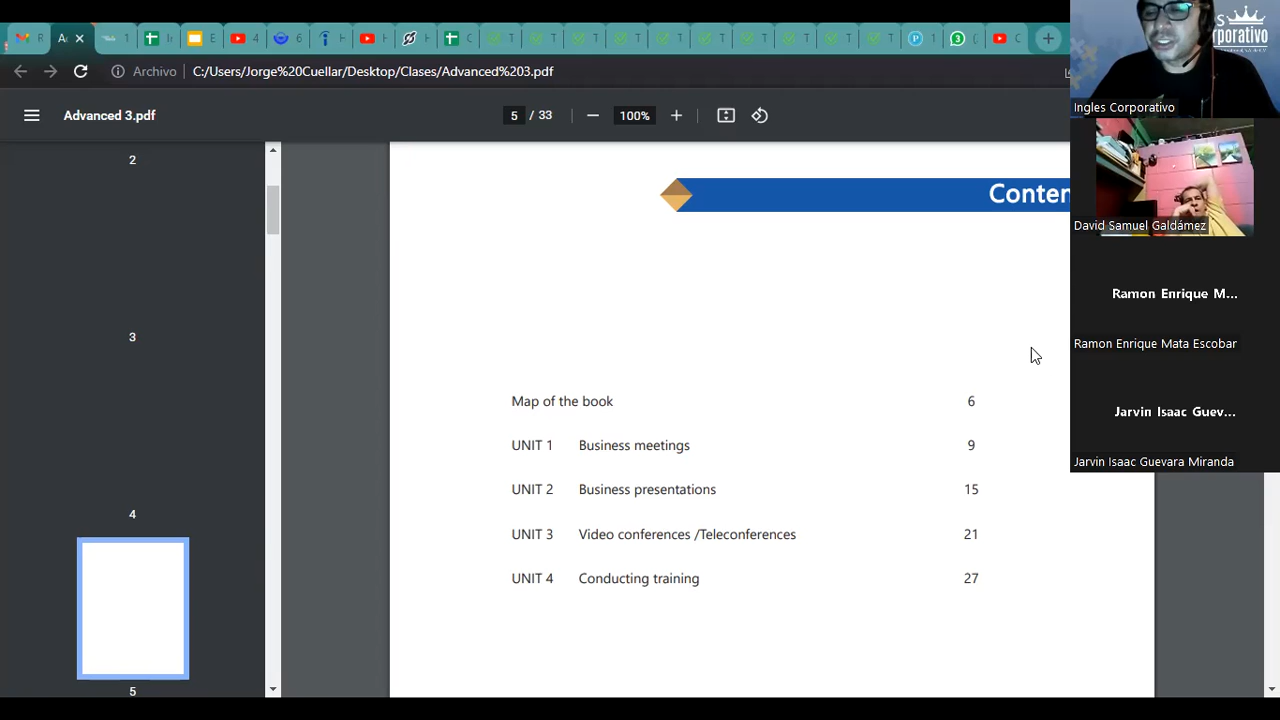 Archivo
C:/Users/Jorge%20Cuellar/Desktop/Clases/Advanced%203.pdf
Advanced 3.pdf
5 / 33
100%
2
3
4
5
Map of the book 6
UNIT 1 Business meetings 9
UNIT 2 Business presentations 15
UNIT 3 Video conferences /Teleconferences 21
UNIT 4 Conducting training 27
Ingles Corporativo
David Samuel Galdámez
Ramon Enrique M...
Ramon Enrique Mata Escobar
Jarvin Isaac Guev...
Jarvin Isaac Guevara Miranda